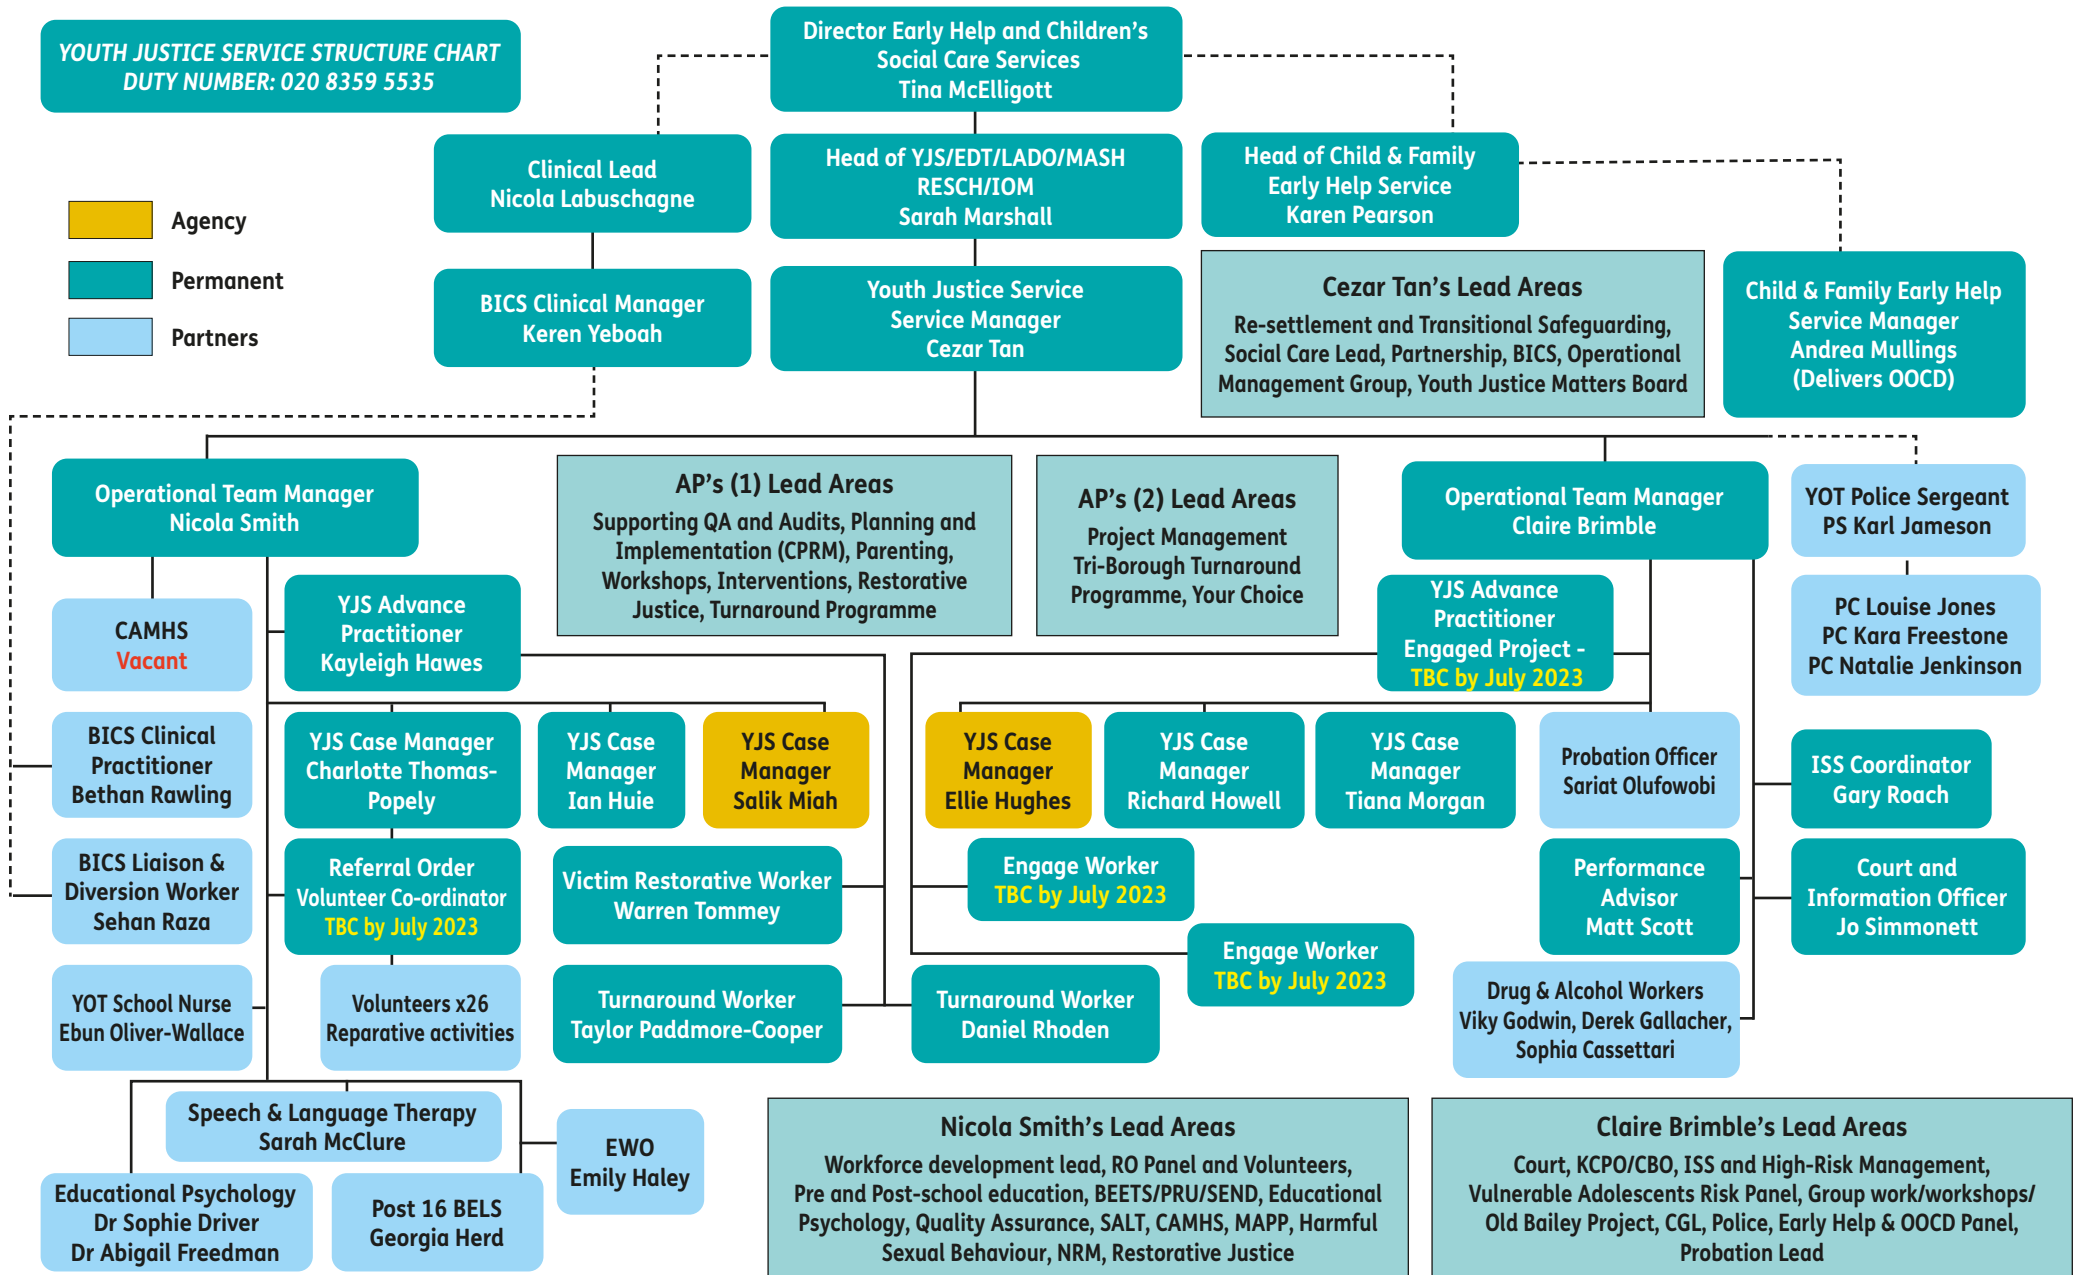 YOUTH JUSTICE SERVICE STRUCTURE CHART
DUTY NUMBER: 020 8359 5535
Director Early Help and Children's
Social Care Services
Tina McElligott
Agency
Permanent
Partners
Clinical Lead
Nicola Labuschagne
Head of YJS/EDT/LADO/MASH
RESCH/IOM
Sarah Marshall
Head of Child & Family
Early Help Service
Karen Pearson
BICS Clinical Manager
Keren Yeboah
Youth Justice Service
Service Manager
Cezar Tan
Cezar Tan's Lead Areas
Re-settlement and Transitional Safeguarding,
Social Care Lead, Partnership, BICS, Operational
Management Group, Youth Justice Matters Board
Child & Family Early Help
Service Manager
Andrea Mullings
(Delivers OOCD)
Operational Team Manager
Nicola Smith
AP's (1) Lead Areas
Supporting QA and Audits, Planning and
Implementation (CPRM), Parenting,
Workshops, Interventions, Restorative
Justice, Turnaround Programme
AP's (2) Lead Areas
Project Management
Tri-Borough Turnaround
Programme, Your Choice
Operational Team Manager
Claire Brimble
YOT Police Sergeant
PS Karl Jameson
CAMHS
Vacant
YJS Advance
Practitioner
Kayleigh Hawes
YJS Advance
Practitioner
Engaged Project -
TBC by July 2023
PC Louise Jones
PC Kara Freestone
PC Natalie Jenkinson
BICS Clinical
Practitioner
Bethan Rawling
YJS Case Manager
Charlotte Thomas-
Popely
YJS Case
Manager
Ian Huie
YJS Case
Manager
Salik Miah
YJS Case
Manager
Ellie Hughes
YJS Case
Manager
Richard Howell
YJS Case
Manager
Tiana Morgan
Probation Officer
Sariat Olufowobi
ISS Coordinator
Gary Roach
BICS Liaison &
Diversion Worker
Sehan Raza
Referral Order
Volunteer Co-ordinator
TBC by July 2023
Victim Restorative Worker
Warren Tommey
Engage Worker
TBC by July 2023
Performance
Advisor
Matt Scott
Court and
Information Officer
Jo Simmonett
Engage Worker
TBC by July 2023
YOT School Nurse
Ebun Oliver-Wallace
Volunteers x26
Reparative activities
Turnaround Worker
Taylor Paddmore-Cooper
Turnaround Worker
Daniel Rhoden
Drug & Alcohol Workers
Viky Godwin, Derek Gallacher,
Sophia Cassettari
Speech & Language Therapy
Sarah McClure
EWO
Emily Haley
Educational Psychology
Dr Sophie Driver
Dr Abigail Freedman
Post 16 BELS
Georgia Herd
Nicola Smith's Lead Areas
Workforce development lead, RO Panel and Volunteers,
Pre and Post-school education, BEETS/PRU/SEND, Educational
Psychology, Quality Assurance, SALT, CAMHS, MAPP, Harmful
Sexual Behaviour, NRM, Restorative Justice
Claire Brimble's Lead Areas
Court, KCPO/CBO, ISS and High-Risk Management,
Vulnerable Adolescents Risk Panel, Group work/workshops/
Old Bailey Project, CGL, Police, Early Help & OOCD Panel,
Probation Lead